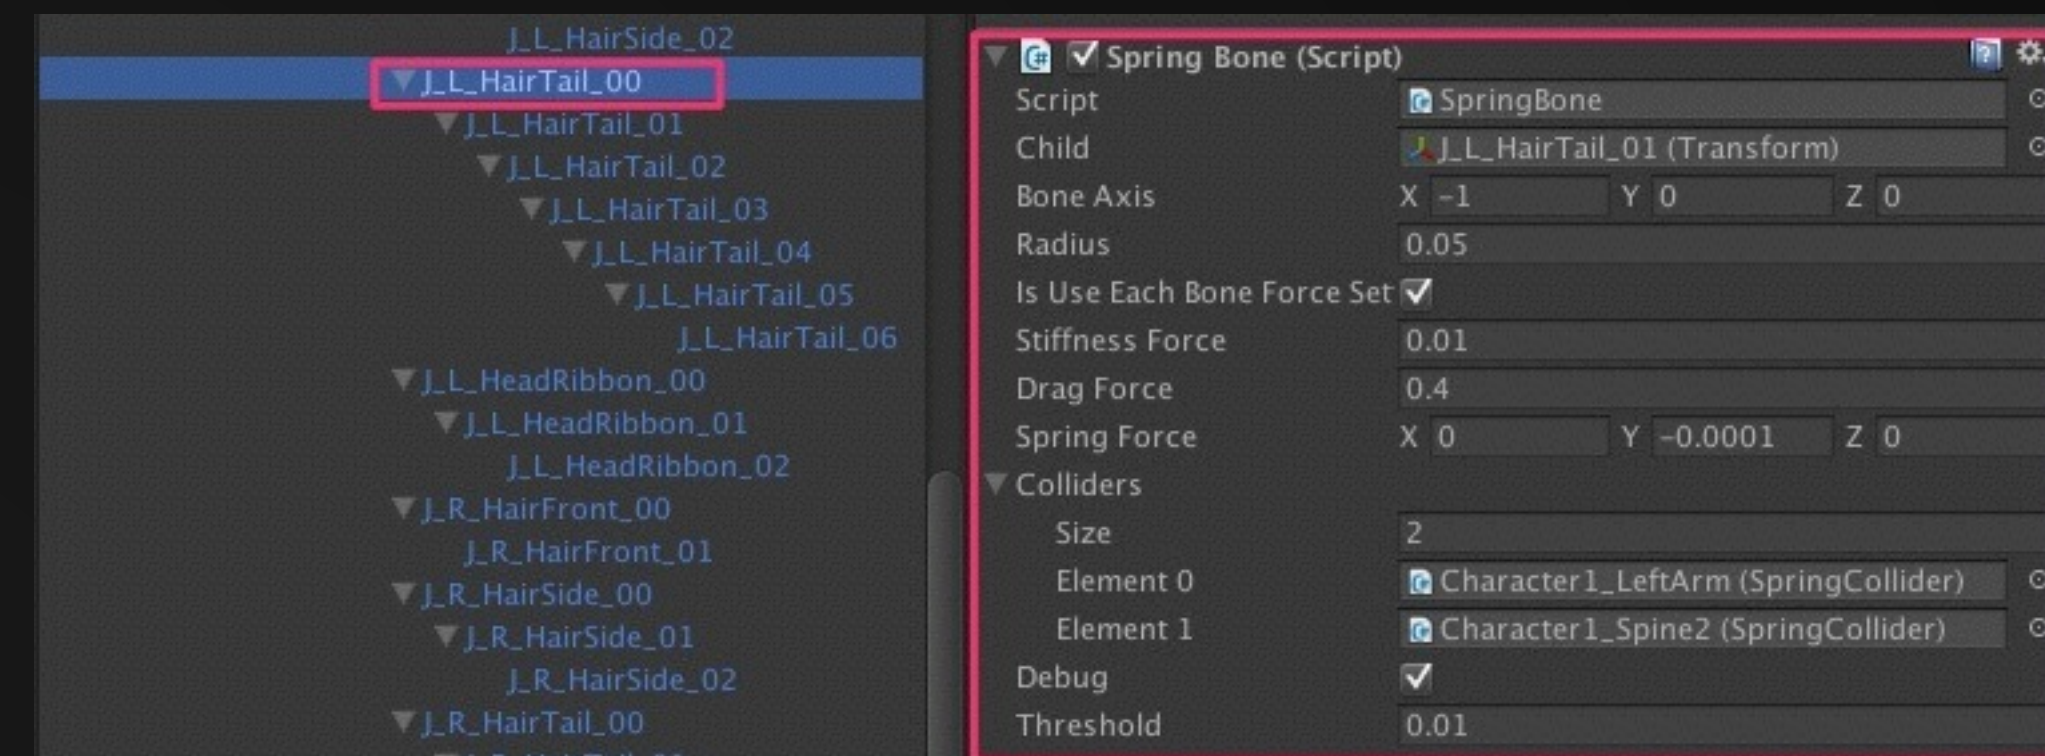 J_L_HairSide_02
J_L_HairTail_00
J_L_HairTail_01
J_L_HairTail_02
J_L_HairTail_03
J_L_HairTail_04
J_L_HairTail_05
J_L_HairTail_06
J_L_HeadRibbon_00
J_L_HeadRibbon_01
J_L_HeadRibbon_02
J_R_HairFront_00
J_R_HairFront_01
J_R_HairSide_00
J_R_HairSide_01
J_R_HairSide_02
J_R_HairTail_00
Spring Bone (Script)
Script SpringBone
Child J_L_HairTail_01 (Transform)
Bone Axis X -1 Y 0 Z 0
Radius 0.05
Is Use Each Bone Force Set
Stiffness Force 0.01
Drag Force 0.4
Spring Force X 0 Y -0.0001 Z 0
Colliders
Size 2
Element 0 Character1_LeftArm (SpringCollider)
Element 1 Character1_Spine2 (SpringCollider)
Debug
Threshold 0.01